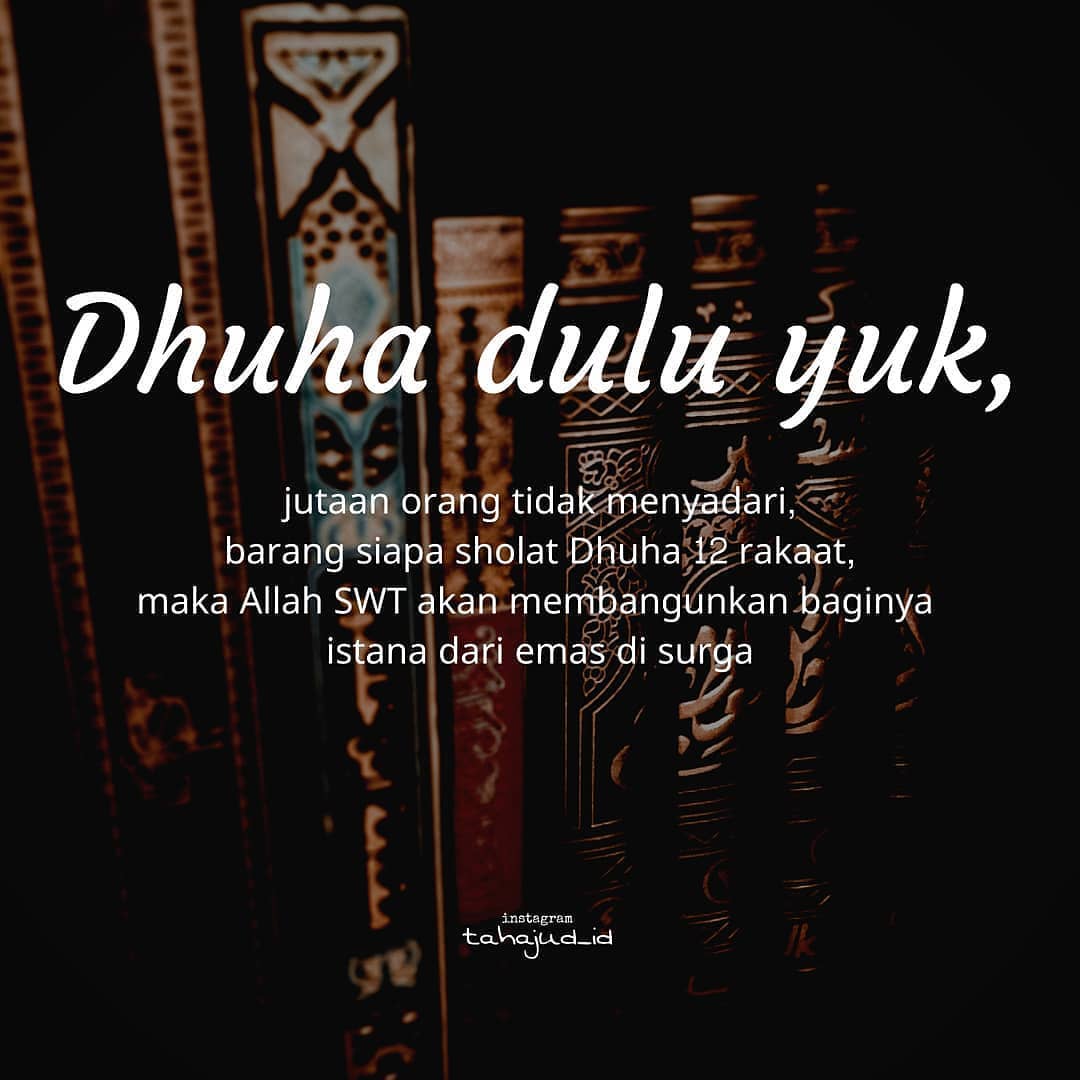 Dhuha dulu yuk,
jutaan orang tidak menyadari,
barang siapa sholat Dhuha 12 rakaat,
maka Allah SWT akan membangunkan baginya
istana dari emas di surga
instagram
tahajud_id